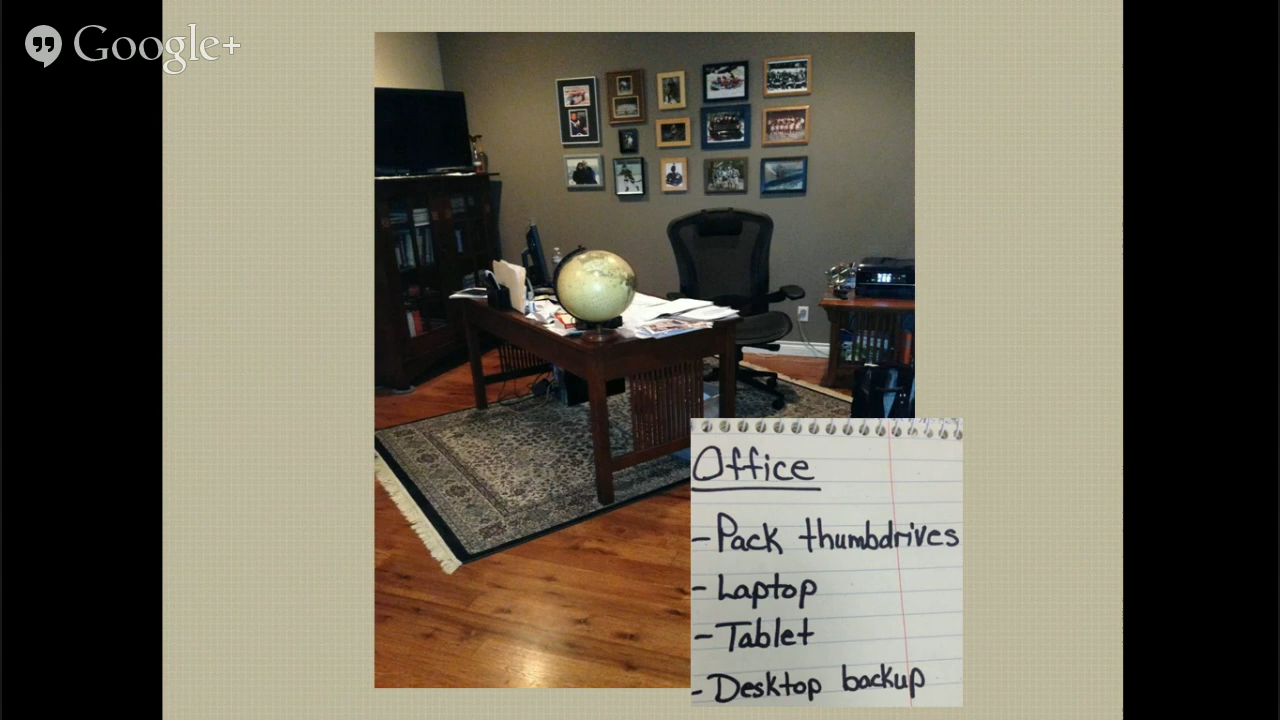 Google+
Office
- Pack thumbdrives
- Laptop
- Tablet
- Desktop backup